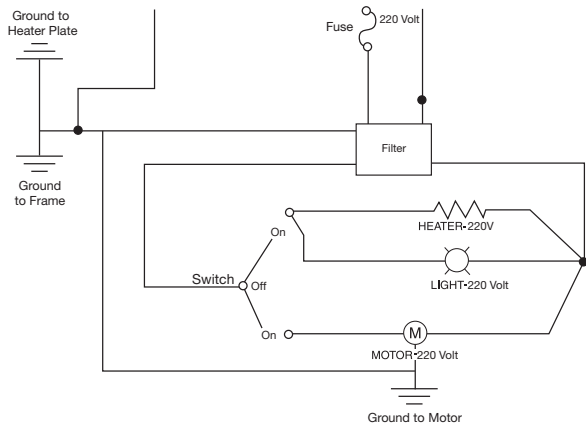 Ground to
Heater Plate
Fuse
220 Volt
Filter
Ground
to Frame
HEATER-220V
On
Switch
Off
LIGHT-220 Volt
On
M
MOTOR-220 Volt
Ground to Motor